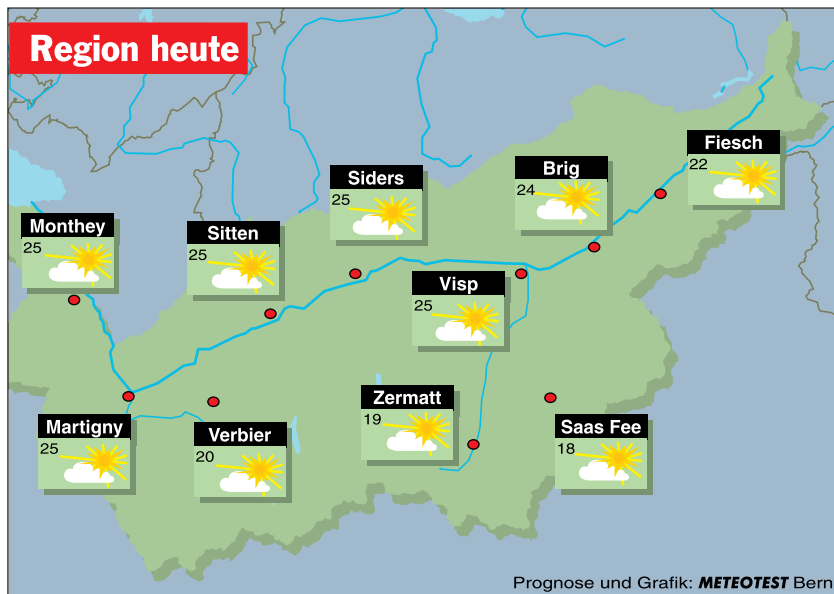 Region heute
Fiesch
22
Brig
24
Siders
25
Monthey
25
Sitten
25
Visp
25
Zermatt
19
Martigny
25
Verbier
20
Saas Fee
18
Prognose und Grafik: METEOTEST Bern